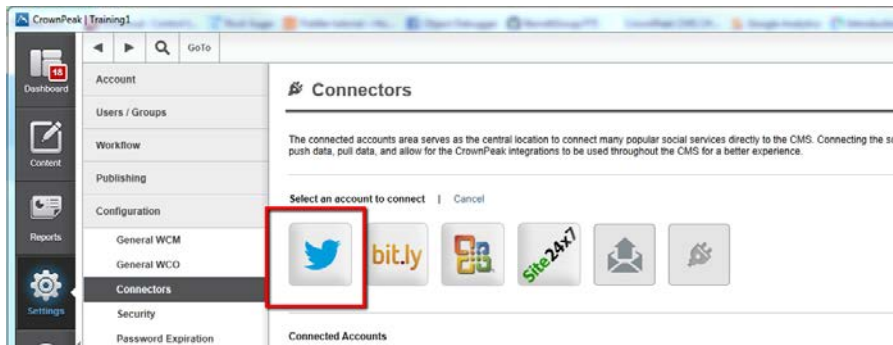 CrownPeak | Training1
GoTo
18
Dashboard
Content
Reports
Settings
Account
Users / Groups
Workflow
Publishing
Configuration
General WCM
General WCO
Connectors
Security
Password Expiration
Connectors
The connected accounts area serves as the central location to connect many popular social services directly to the CMS. Connecting the
push data, pull data, and allow for the CrownPeak integrations to be used throughout the CMS for a better experience.
Select an account to connect | Cancel
bit.ly
Site24x7
Connected Accounts